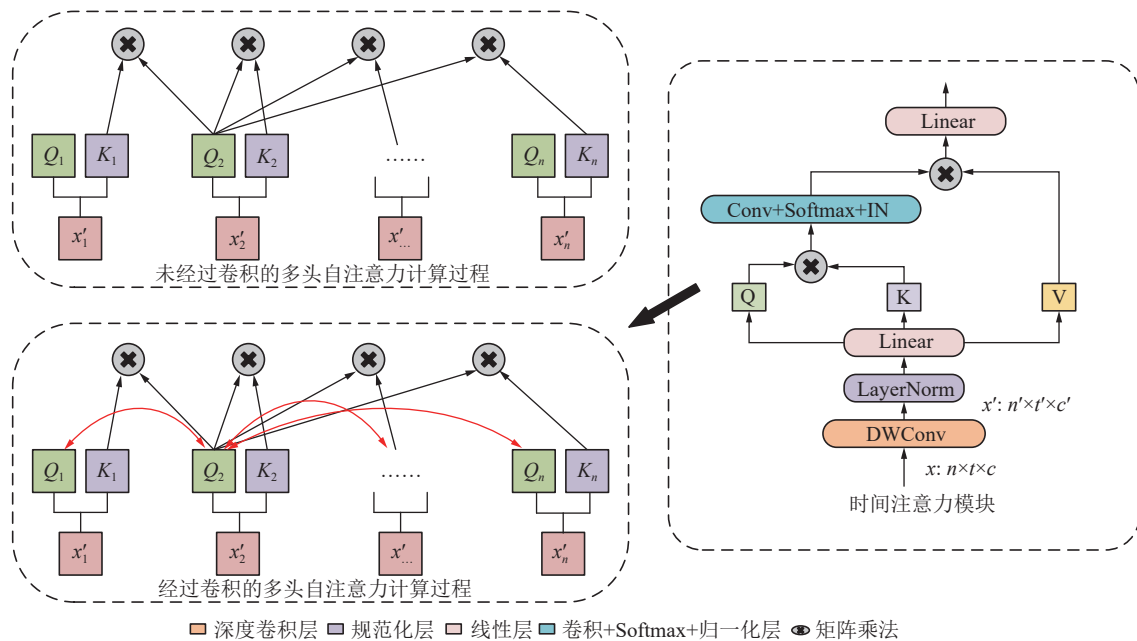 Q₁ K₁ Q₂ K₂ …… Qₙ Kₙ
x′₁ x′₂ x′… x′ₙ
未经过卷积的多头自注意力计算过程
Q₁ K₁ Q₂ K₂ …… Qₙ Kₙ
x′₁ x′₂ x′… x′ₙ
经过卷积的多头自注意力计算过程
Linear
Conv+Softmax+IN
Q K V
Linear
LayerNorm
x′: n′×t′×c′
DWConv
x: n×t×c
时间注意力模块
深度卷积层 规范化层 线性层 卷积+Softmax+归一化层 矩阵乘法